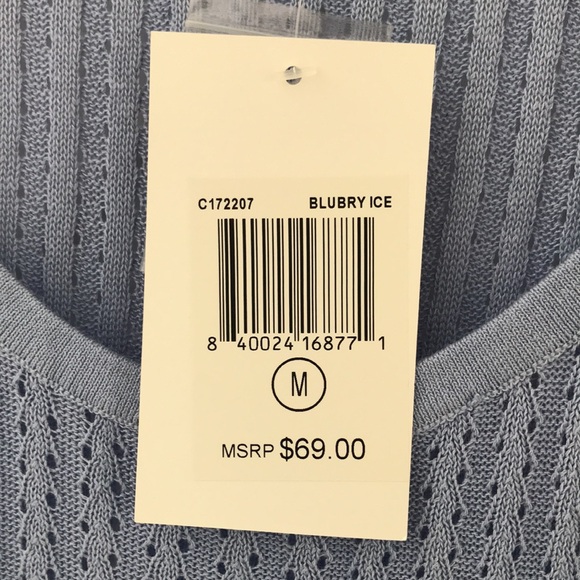 C172207 BLUBRY ICE
8 40024 16877 1
M
MSRP $69.00